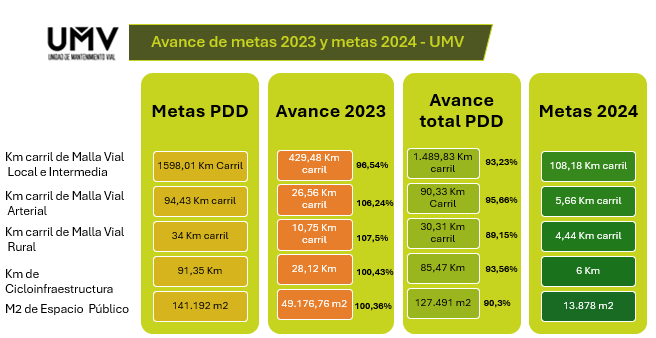 UMV
UNIDAD DE MANTENIMIENTO VIAL
Avance de metas 2023 y metas 2024 - UMV
Metas PDD
Avance 2023
Avance
total PDD
Metas 2024
Km carril de Malla Vial
Local e Intermedia
1598,01 Km Carril
429,48 Km
carril
96,54%
1.489,83 Km
carril
93,23%
108,18 Km carril
Km carril de Malla Vial
Arterial
94,43 Km carril
26,56 Km
carril
106,24%
90,33 Km
carril
95,66%
5,66 Km carril
Km carril de Malla Vial
Rural
34 Km carril
10,75 Km
carril
107,5%
30,31 Km
carril
89,15%
4,44 Km carril
Km de
Cicloinfraestructura
91,35 Km
28,12 Km
100,43%
85,47 Km
93,56%
6 Km
M2 de Espacio Público
141.192 m2
49.176,76 m2
100,36%
127.491 m2
90,3%
13.878 m2